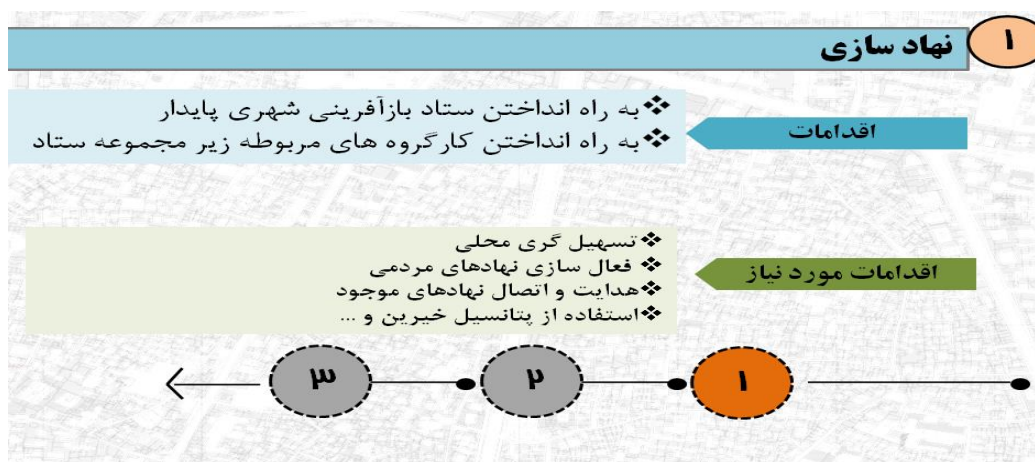 ۱
نهاد سازی
اقدامات
❖به راه انداختن ستاد بازآفرینی شهری پایدار
❖به راه انداختن کارگروه های مربوطه زیر مجموعه ستاد
اقدامات مورد نیاز
❖تسهیل گری محلی
❖ فعال سازی نهادهای مردمی
❖هدایت و اتصال نهادهای موجود
❖استفاده از پتانسیل خیرین و ...
۱ ۲ ۳